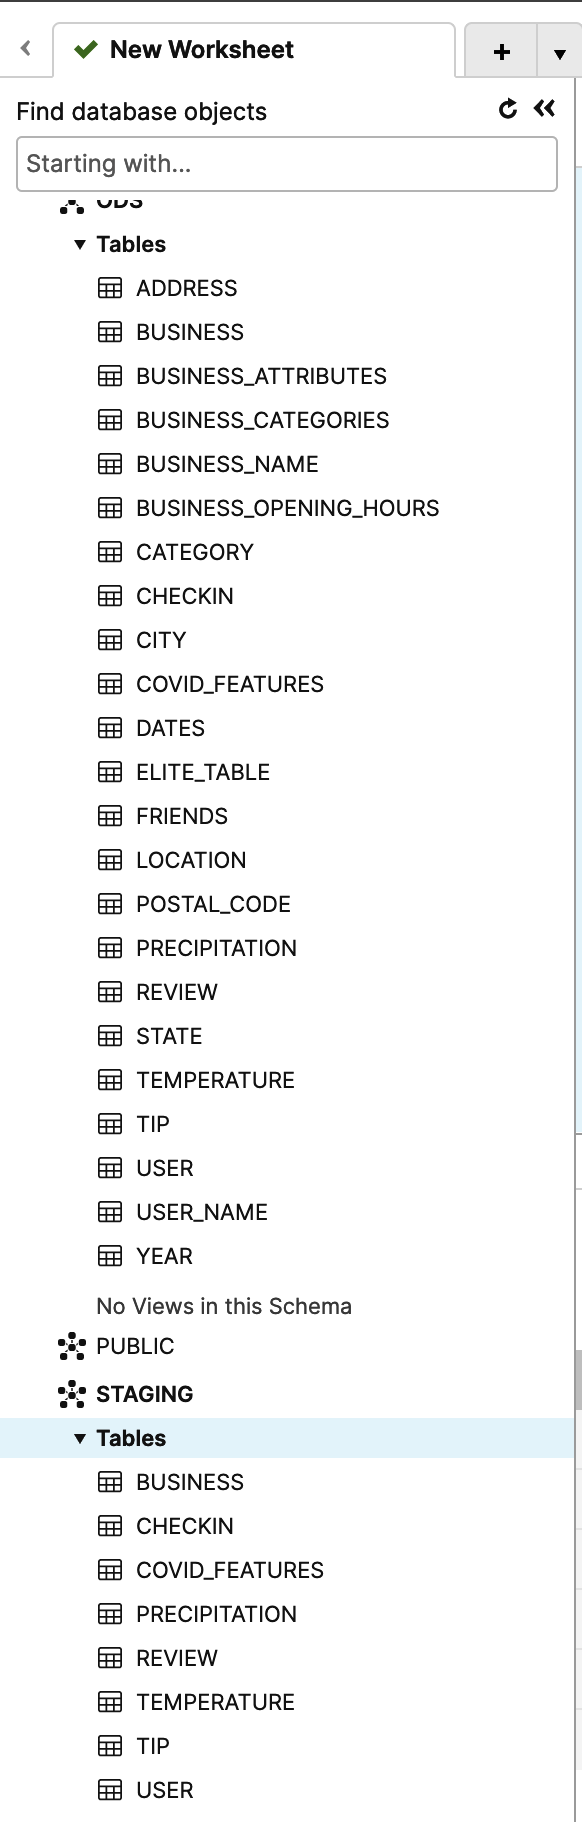 New Worksheet
Find database objects
Starting with...
ODS
Tables
ADDRESS
BUSINESS
BUSINESS_ATTRIBUTES
BUSINESS_CATEGORIES
BUSINESS_NAME
BUSINESS_OPENING_HOURS
CATEGORY
CHECKIN
CITY
COVID_FEATURES
DATES
ELITE_TABLE
FRIENDS
LOCATION
POSTAL_CODE
PRECIPITATION
REVIEW
STATE
TEMPERATURE
TIP
USER
USER_NAME
YEAR
No Views in this Schema
PUBLIC
STAGING
Tables
BUSINESS
CHECKIN
COVID_FEATURES
PRECIPITATION
REVIEW
TEMPERATURE
TIP
USER